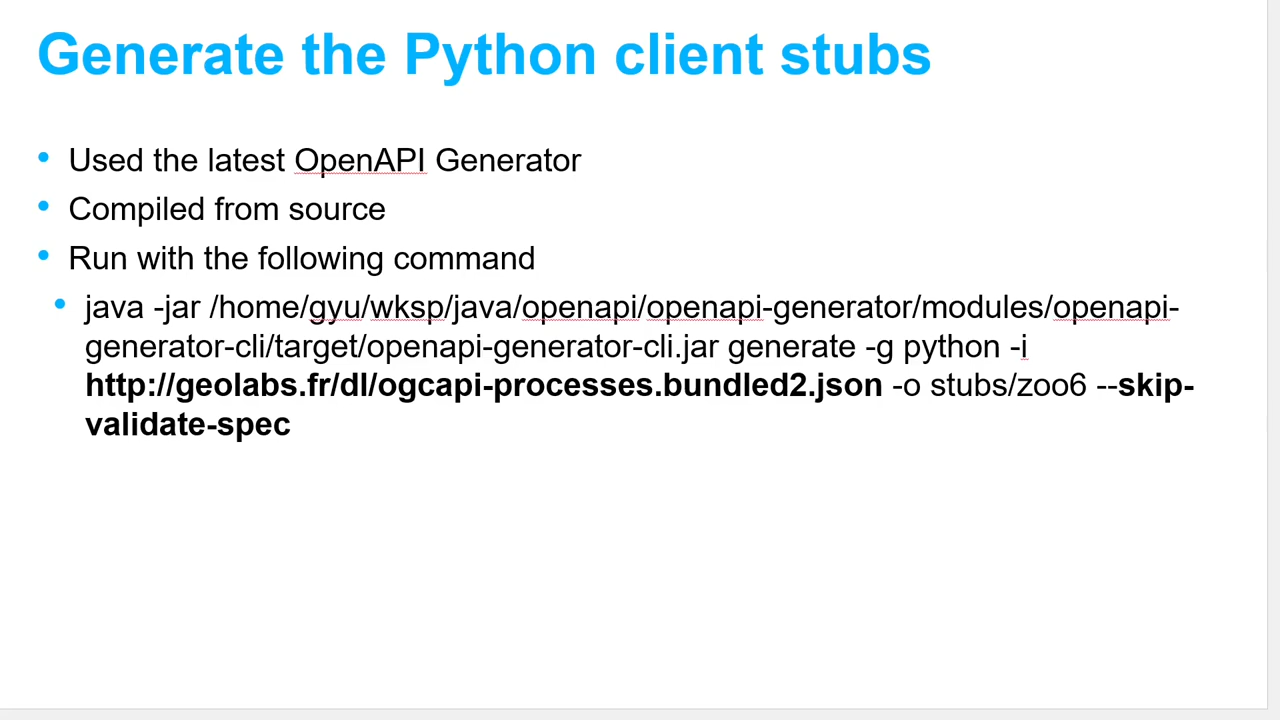 Generate the Python client stubs
• Used the latest OpenAPI Generator
• Compiled from source
• Run with the following command
• java -jar /home/gyu/wksp/java/openapi/openapi-generator/modules/openapi-
generator-cli/target/openapi-generator-cli.jar generate -g python -i
http://geolabs.fr/dl/ogcapi-processes.bundled2.json -o stubs/zoo6 --skip-
validate-spec